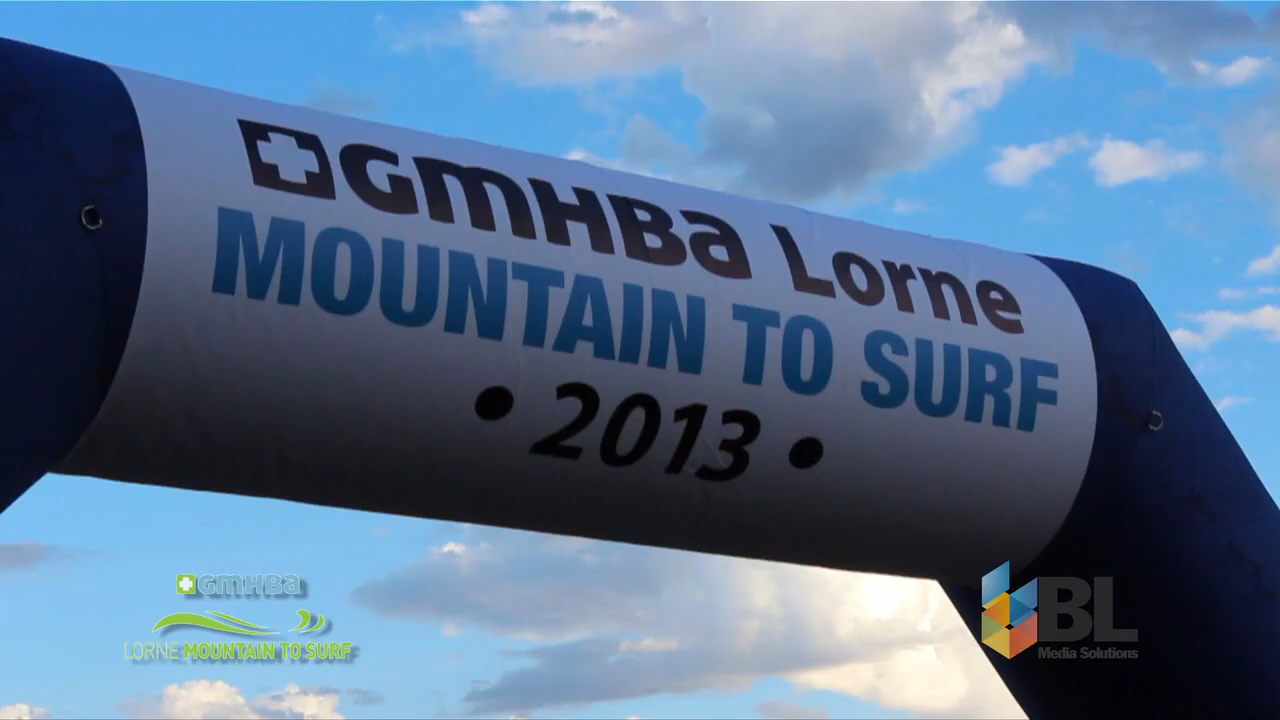 GMHBA Lorne
MOUNTAIN TO SURF
• 2013 •
GMHBA
LORNE MOUNTAIN TO SURF
BL
Media Solutions